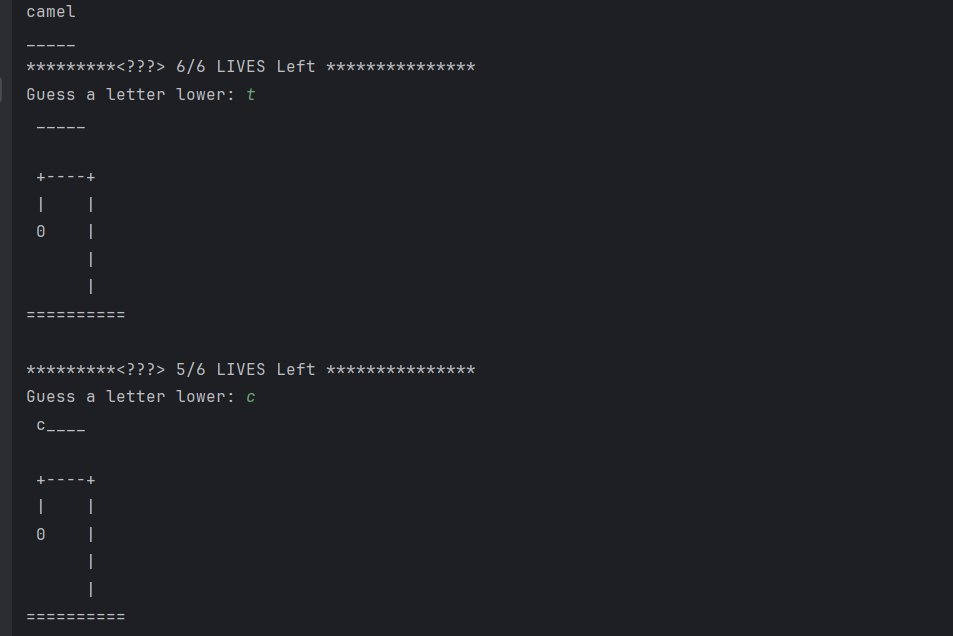 camel
_____
*********<???> 6/6 LIVES Left ***************
Guess a letter lower: t
 _____
 +----+
 |    |
 0    |
      |
      |
==========
*********<???> 5/6 LIVES Left ***************
Guess a letter lower: c
 c____
 +----+
 |    |
 0    |
      |
      |
==========